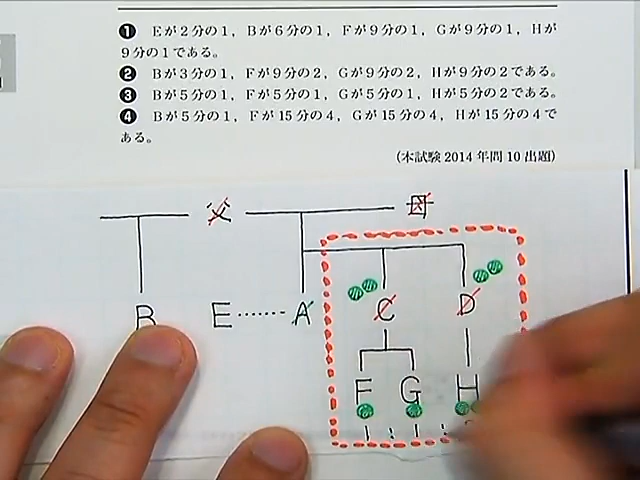 ❶ Eが2分の1，Bが6分の1，Fが9分の1，Gが9分の1，Hが
9分の1である。
❷ Bが3分の1，Fが9分の2，Gが9分の2，Hが9分の2である。
❸ Bが5分の1，Fが5分の1，Gが5分の1，Hが5分の2である。
❹ Bが5分の1，Fが15分の4，Gが15分の4，Hが15分の4で
ある。
(本試験2014年問10出題)
父 母
C D
B E A
F G H